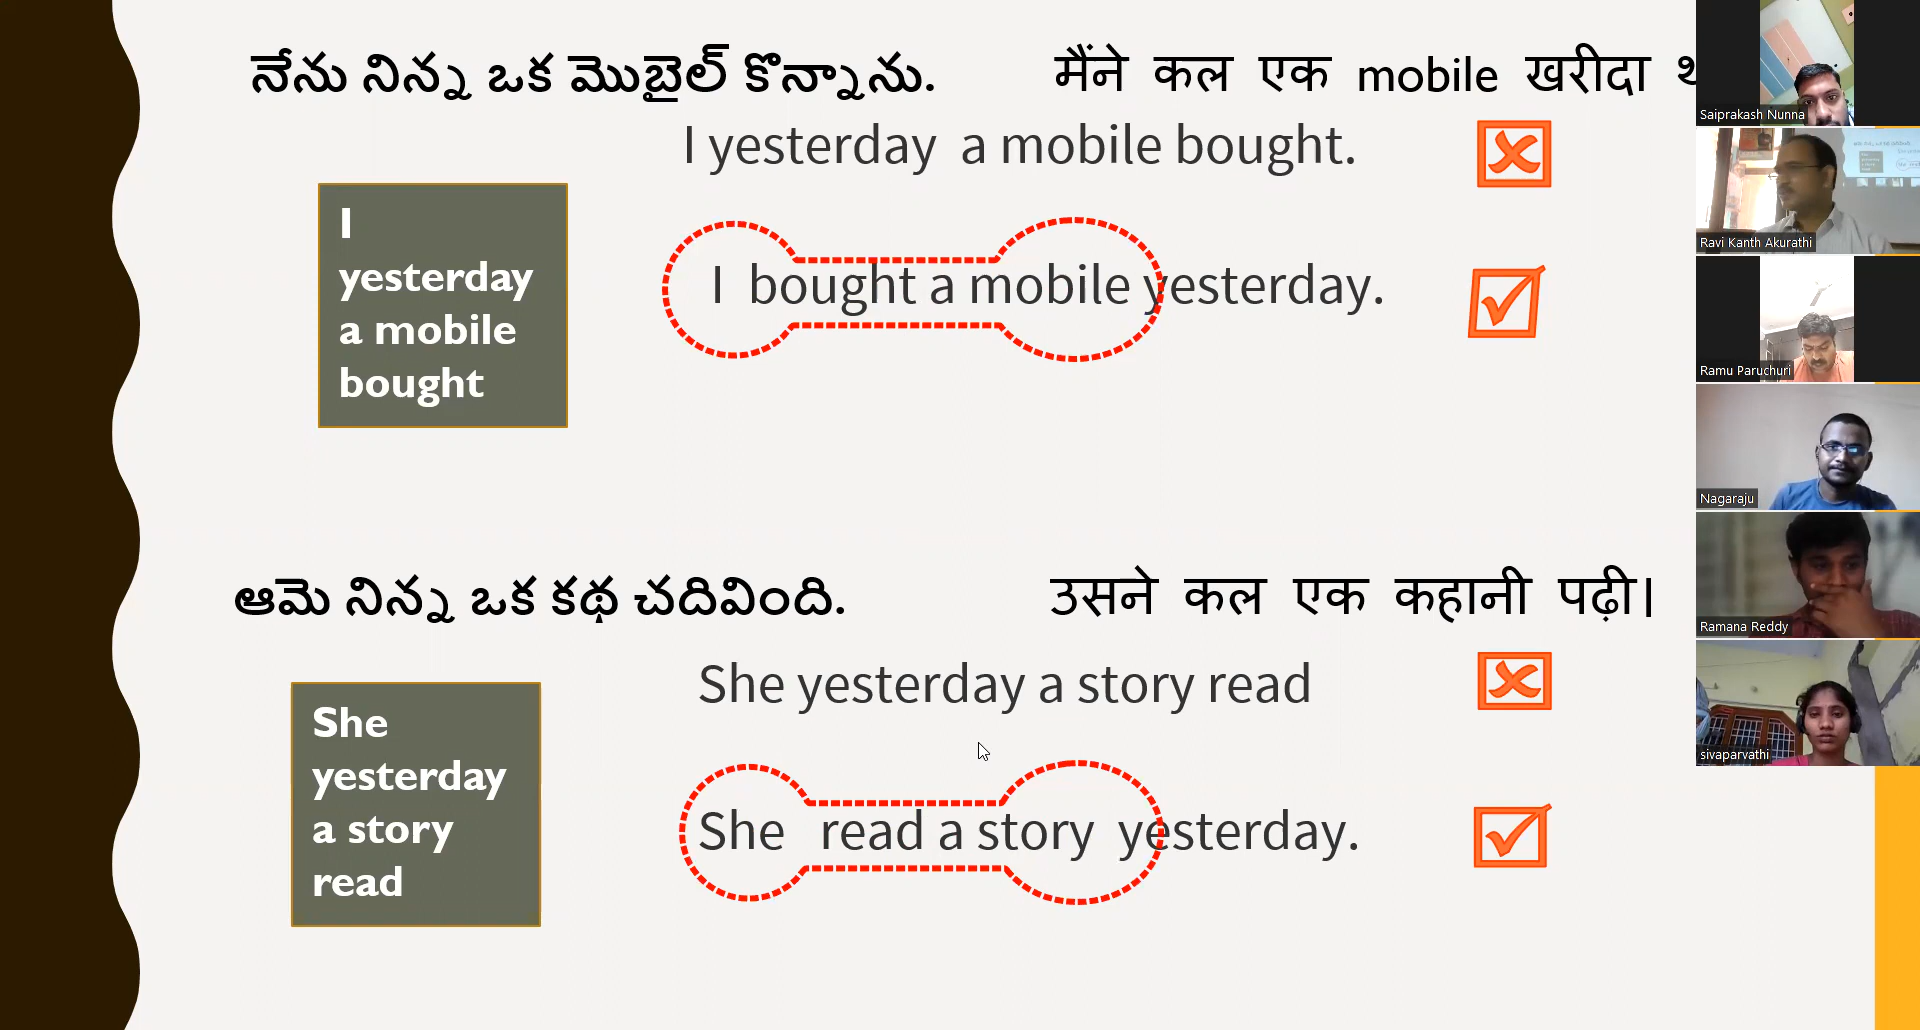 నేను నిన్న ఒక మొబైల్ కొన్నాను.
मैंने कल एक mobile खरीदा
I yesterday a mobile bought.
I
yesterday
a mobile
bought
I bought a mobile yesterday.
ఆమె నిన్న ఒక కథ చదివింది.
उसने कल एक कहानी पढ़ी।
She yesterday a story read
She
yesterday
a story
read
She read a story yesterday.
Saiprakash Nunna
Ravi Kanth Akurathi
Ramu Paruchuri
Nagaraju
Ramana Reddy
sivaparvathi